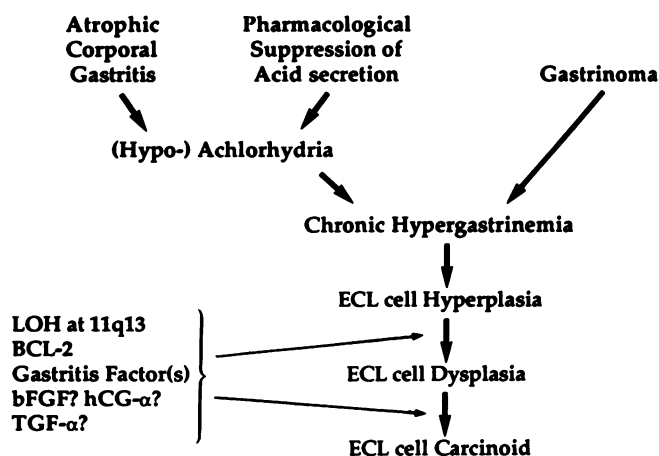 Atrophic
Corporal
Gastritis
Pharmacological
Suppression of
Acid secretion
Gastrinoma
(Hypo-) Achlorhydria
Chronic Hypergastrinemia
ECL cell Hyperplasia
LOH at 11q13
BCL-2
Gastritis Factor(s)
bFGF? hCG-α?
TGF-α?
ECL cell Dysplasia
ECL cell Carcinoid